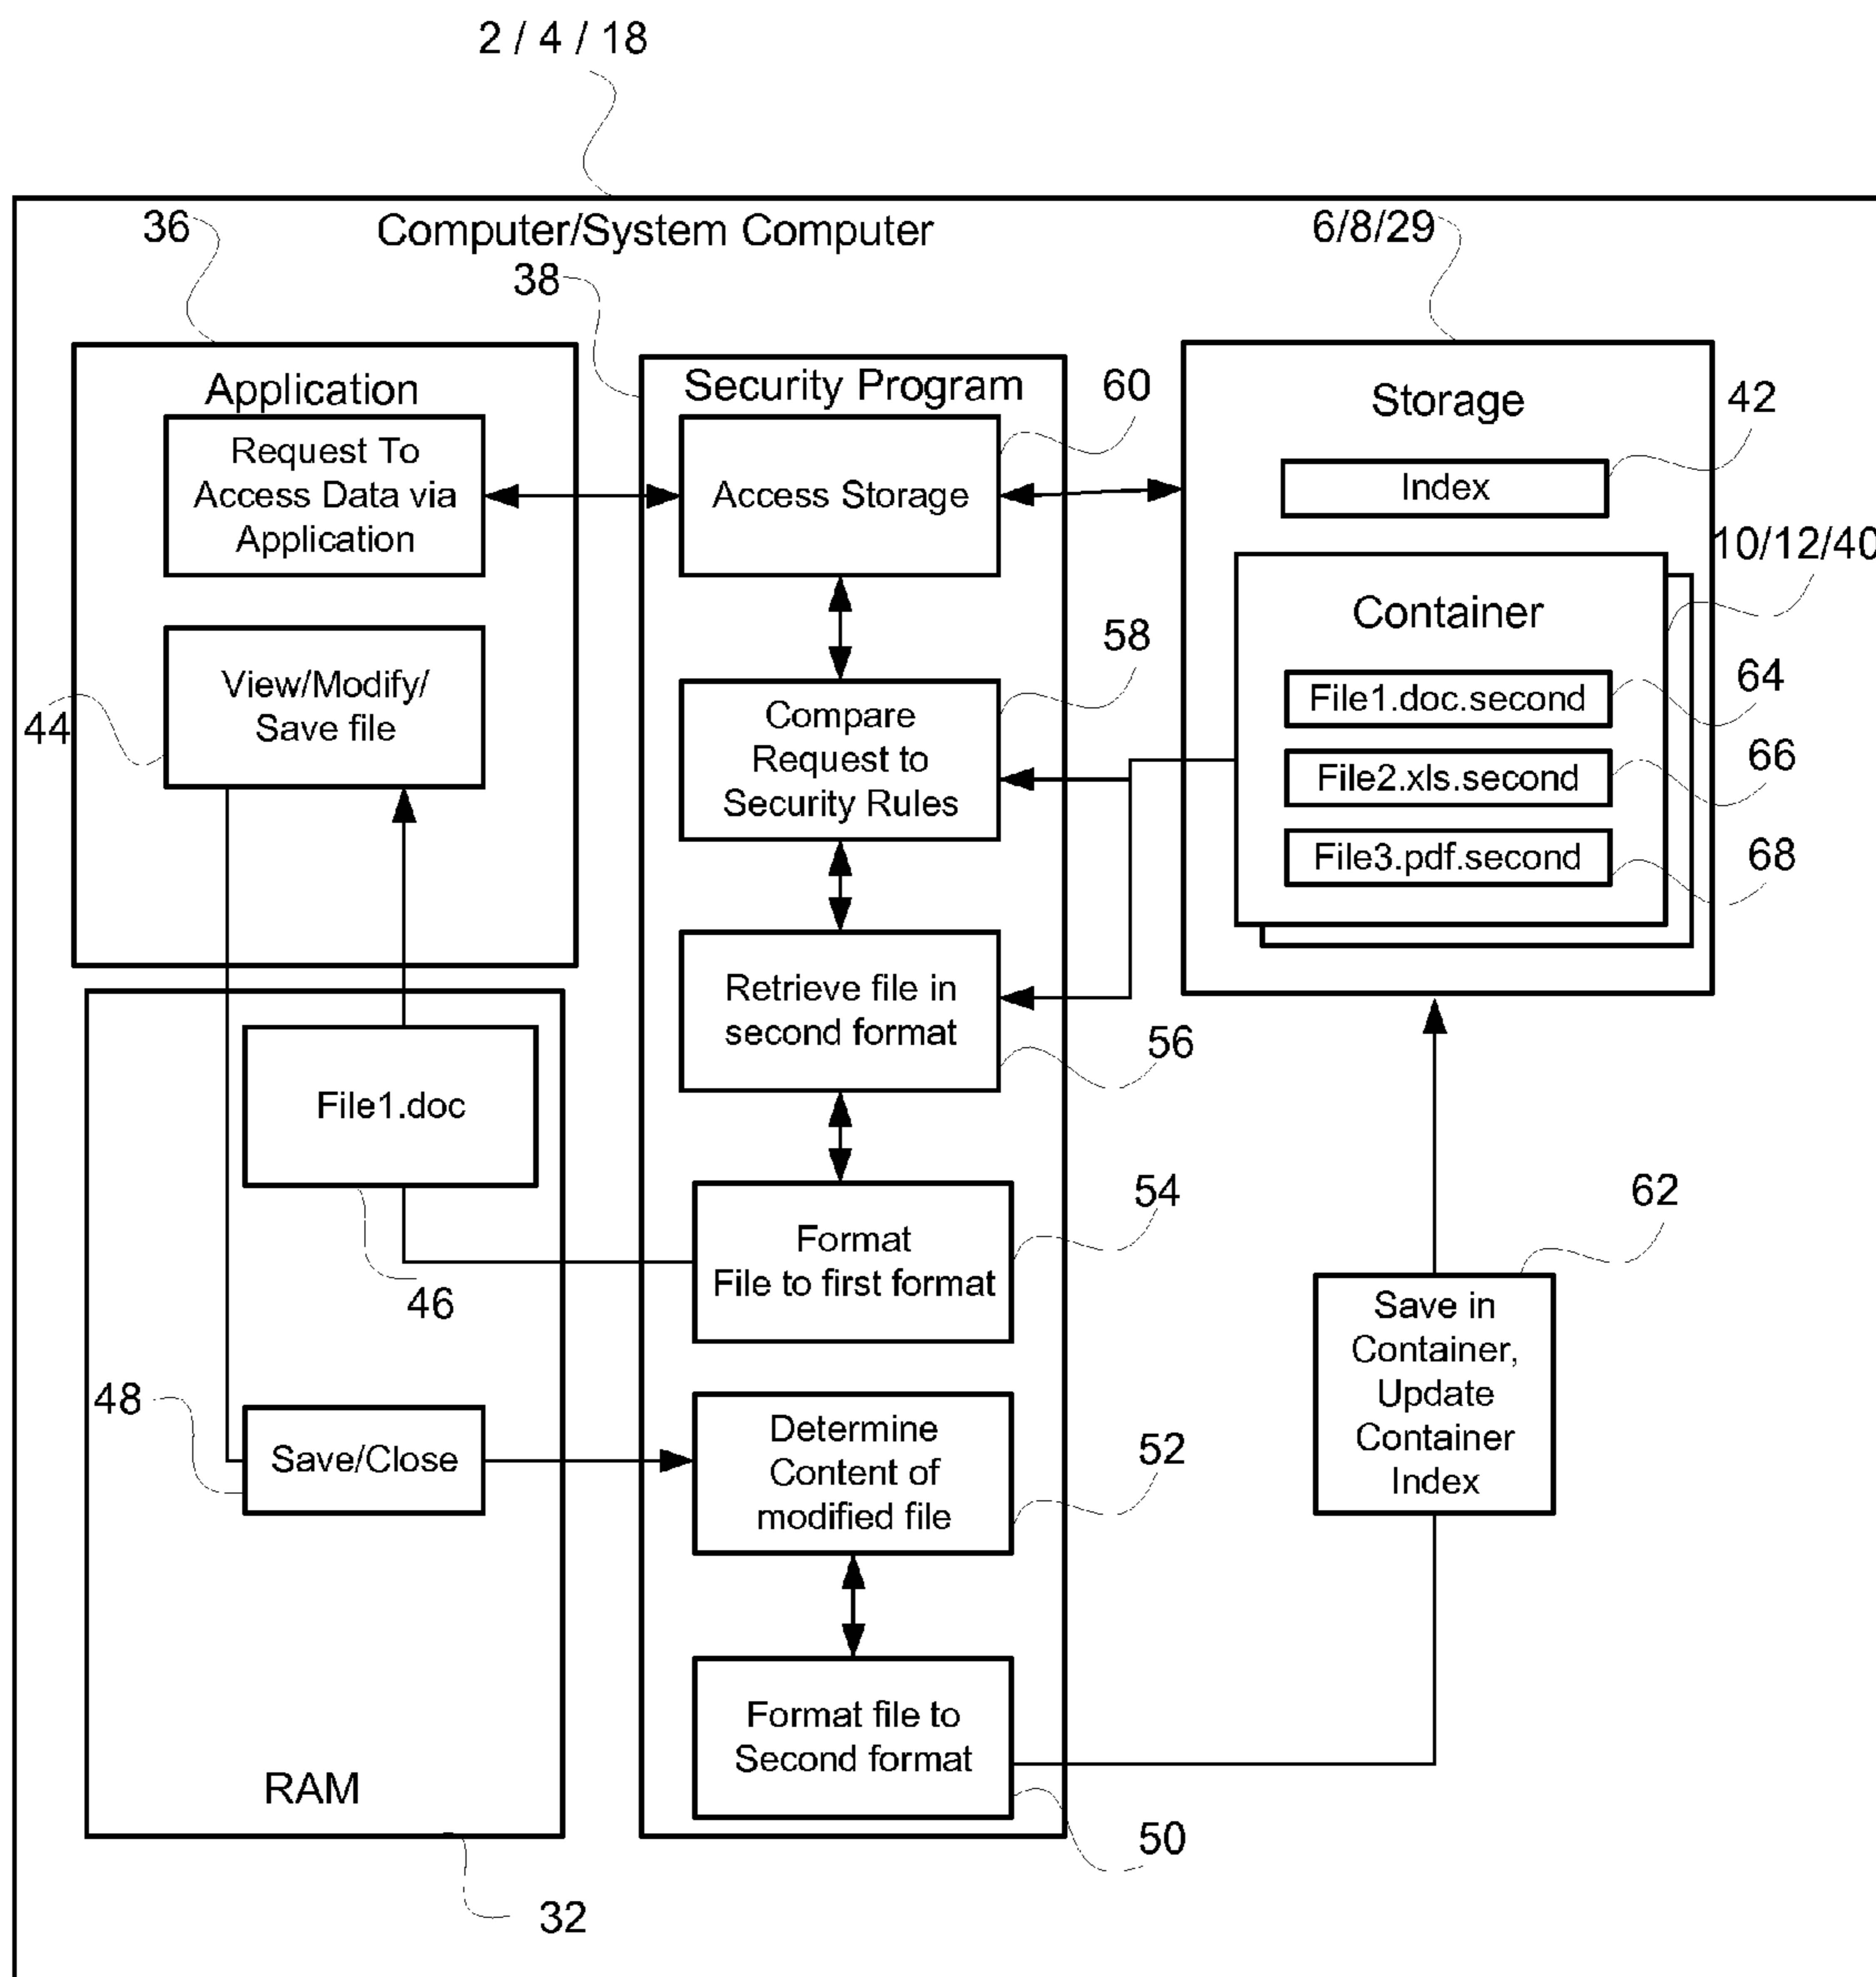 2 / 4 / 18
Computer/System Computer
36
38
6/8/29
Application
Request To
Access Data via
Application
View/Modify/
Save file
44
Security Program
Access Storage
60
Compare
Request to
Security Rules
58
Retrieve file in
second format
56
Format
File to first format
54
Determine
Content of
modified file
52
Format file to
Second format
50
Storage
Index
42
10/12/40
Container
File1.doc.second
64
File2.xls.second
66
File3.pdf.second
68
File1.doc
46
48
Save/Close
RAM
32
62
Save in
Container,
Update
Container
Index